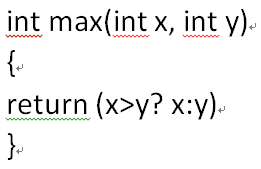 int max(int x, int y)
{
return (x>y? x:y)
}